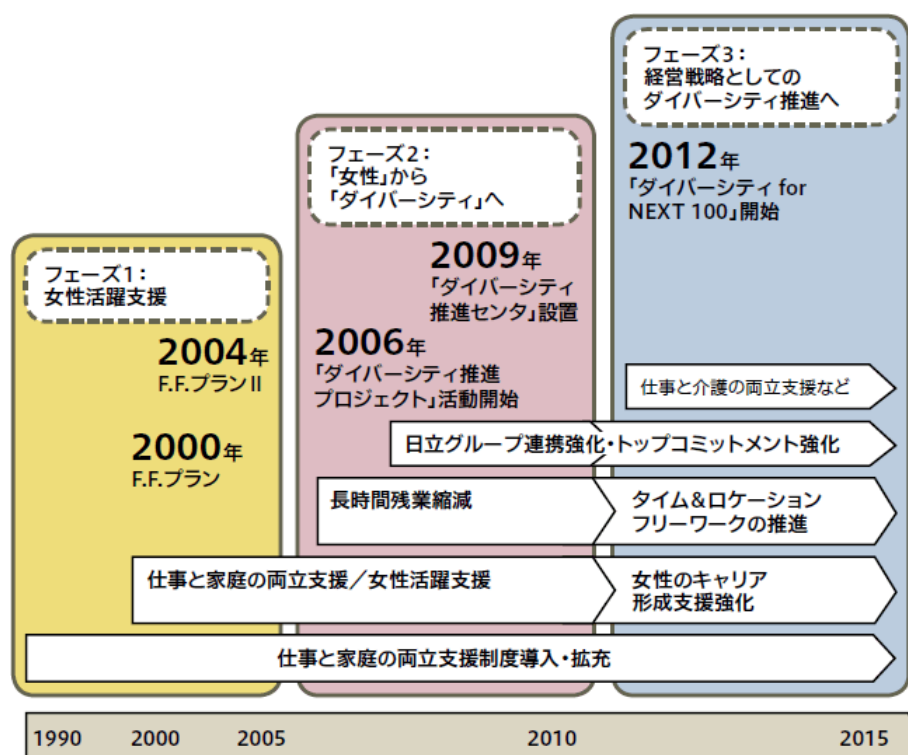 フェーズ1：
女性活躍支援
2004年
F.F.プランⅡ
2000年
F.F.プラン
フェーズ2：
「女性」から
「ダイバーシティ」へ
2009年
「ダイバーシティ
推進センタ」設置
2006年
「ダイバーシティ推進
プロジェクト」活動開始
フェーズ3：
経営戦略としての
ダイバーシティ推進へ
2012年
「ダイバーシティ for
NEXT 100」開始
仕事と介護の両立支援など
日立グループ連携強化・トップコミットメント強化
長時間残業縮減
タイム＆ロケーション
フリーワークの推進
仕事と家庭の両立支援／女性活躍支援
女性のキャリア
形成支援強化
仕事と家庭の両立支援制度導入・拡充
1990 2000 2005 2010 2015